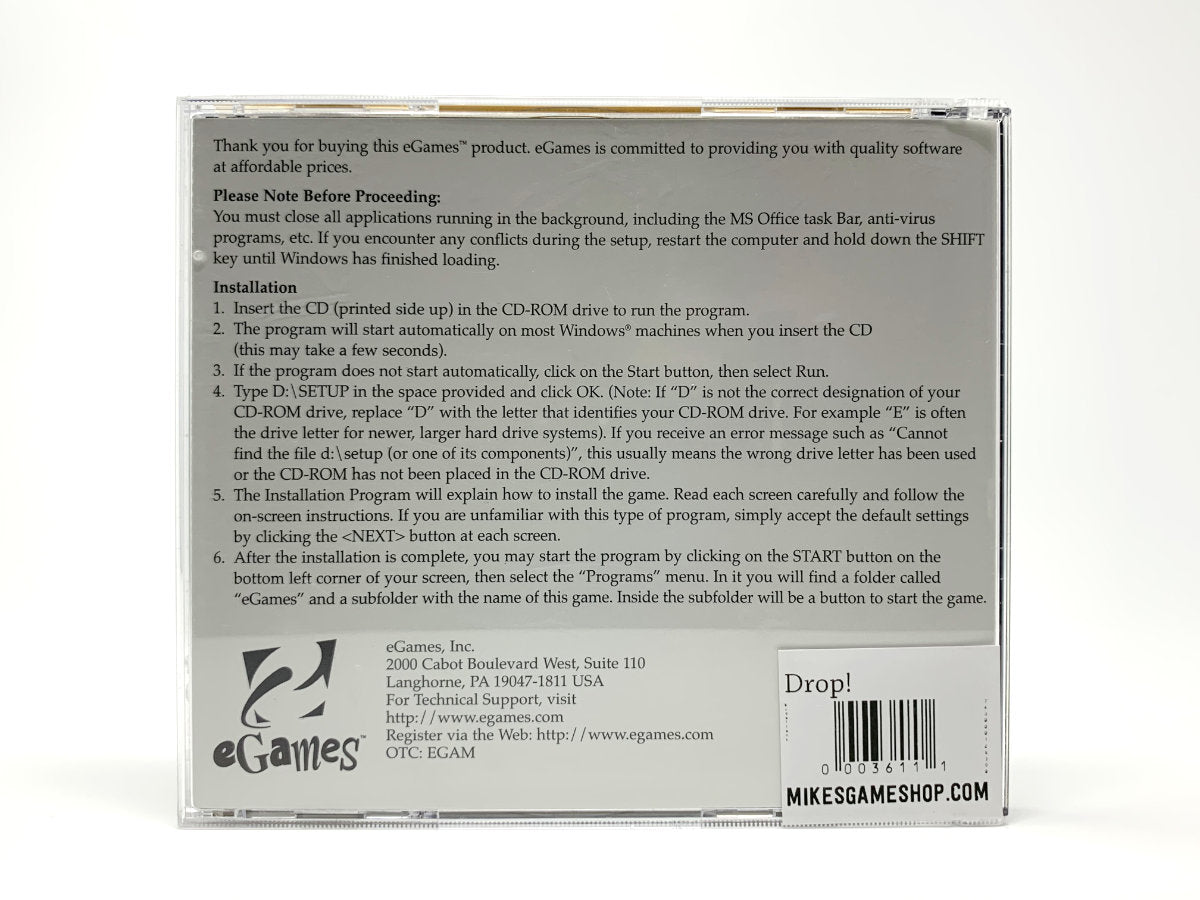 Thank you for buying this eGames™ product. eGames is committed to providing you with quality software
at affordable prices.
Please Note Before Proceeding:
You must close all applications running in the background, including the MS Office task Bar, anti-virus
programs, etc. If you encounter any conflicts during the setup, restart the computer and hold down the SHIFT
key until Windows has finished loading.
Installation
1. Insert the CD (printed side up) in the CD-ROM drive to run the program.
2. The program will start automatically on most Windows® machines when you insert the CD
(this may take a few seconds).
3. If the program does not start automatically, click on the Start button, then select Run.
4. Type D:\SETUP in the space provided and click OK. (Note: If “D” is not the correct designation of your
CD-ROM drive, replace “D” with the letter that identifies your CD-ROM drive. For example “E” is often
the drive letter for newer, larger hard drive systems). If you receive an error message such as “Cannot
find the file d:\setup (or one of its components)”, this usually means the wrong drive letter has been used
or the CD-ROM has not been placed in the CD-ROM drive.
5. The Installation Program will explain how to install the game. Read each screen carefully and follow the
on-screen instructions. If you are unfamiliar with this type of program, simply accept the default settings
by clicking the <NEXT> button at each screen.
6. After the installation is complete, you may start the program by clicking on the START button on the
bottom left corner of your screen, then select the “Programs” menu. In it you will find a folder called
“eGames” and a subfolder with the name of this game. Inside the subfolder will be a button to start the game.
eGames™
eGames, Inc.
2000 Cabot Boulevard West, Suite 110
Langhorne, PA 19047-1811 USA
For Technical Support, visit
http://www.egames.com
Register via the Web: http://www.egames.com
OTC: EGAM
Drop!
0 003611 1
MIKESGAMESHOP.COM